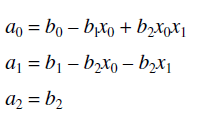 a₀ = b₀ – b₁x₀ + b₂x₀x₁
a₁ = b₁ – b₂x₀ – b₂x₁
a₂ = b₂